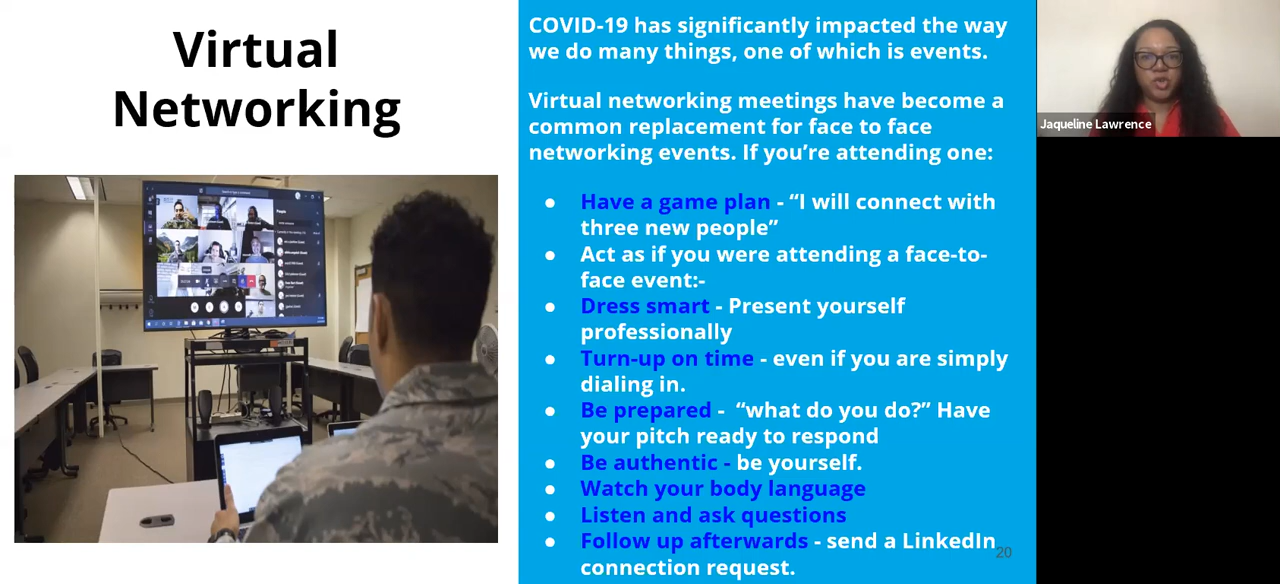 Virtual
Networking
COVID-19 has significantly impacted the way
we do many things, one of which is events.
Virtual networking meetings have become a
common replacement for face to face
networking events. If you’re attending one:
● Have a game plan - “I will connect with
three new people”
● Act as if you were attending a face-to-
face event:-
● Dress smart - Present yourself
professionally
● Turn-up on time - even if you are simply
dialing in.
● Be prepared -  “what do you do?” Have
your pitch ready to respond
● Be authentic - be yourself.
● Watch your body language
● Listen and ask questions
● Follow up afterwards - send a LinkedIn
connection request.
20
Jaqueline Lawrence